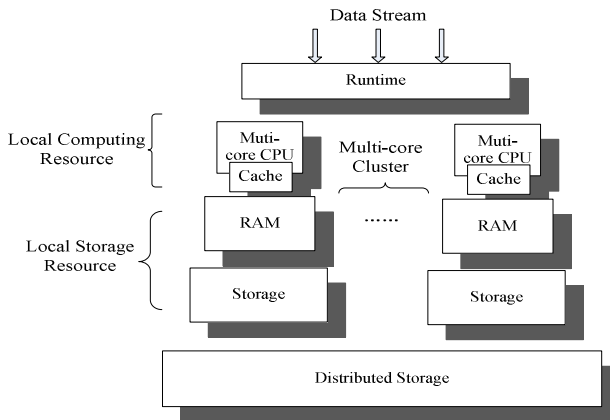 Data Stream
Runtime
Local Computing
Resource
Muti-
core CPU
Cache
Multi-core
Cluster
Muti-
core CPU
Cache
Local Storage
Resource
RAM
......
RAM
Storage
Storage
Distributed Storage